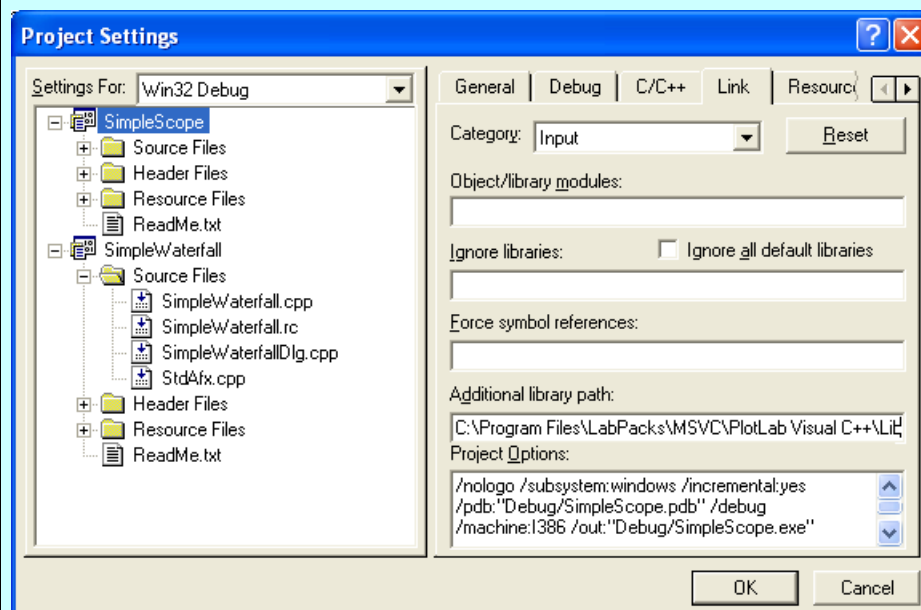 Project Settings
Settings For: Win32 Debug
SimpleScope
Source Files
Header Files
Resource Files
ReadMe.txt
SimpleWaterfall
Source Files
SimpleWaterfall.cpp
SimpleWaterfall.rc
SimpleWaterfallDlg.cpp
StdAfx.cpp
Header Files
Resource Files
ReadMe.txt
General Debug C/C++ Link
Category: Input Reset
Object/library modules:
Ignore libraries: Ignore all default libraries
Force symbol references:
Additional library path:
C:\Program Files\LabPacks\MSVC\PlotLab Visual C++\Lib
Project Options:
/nologo /subsystem:windows /incremental:yes
/pdb:"Debug/SimpleScope.pdb" /debug
/machine:I386 /out:"Debug/SimpleScope.exe"
OK Cancel